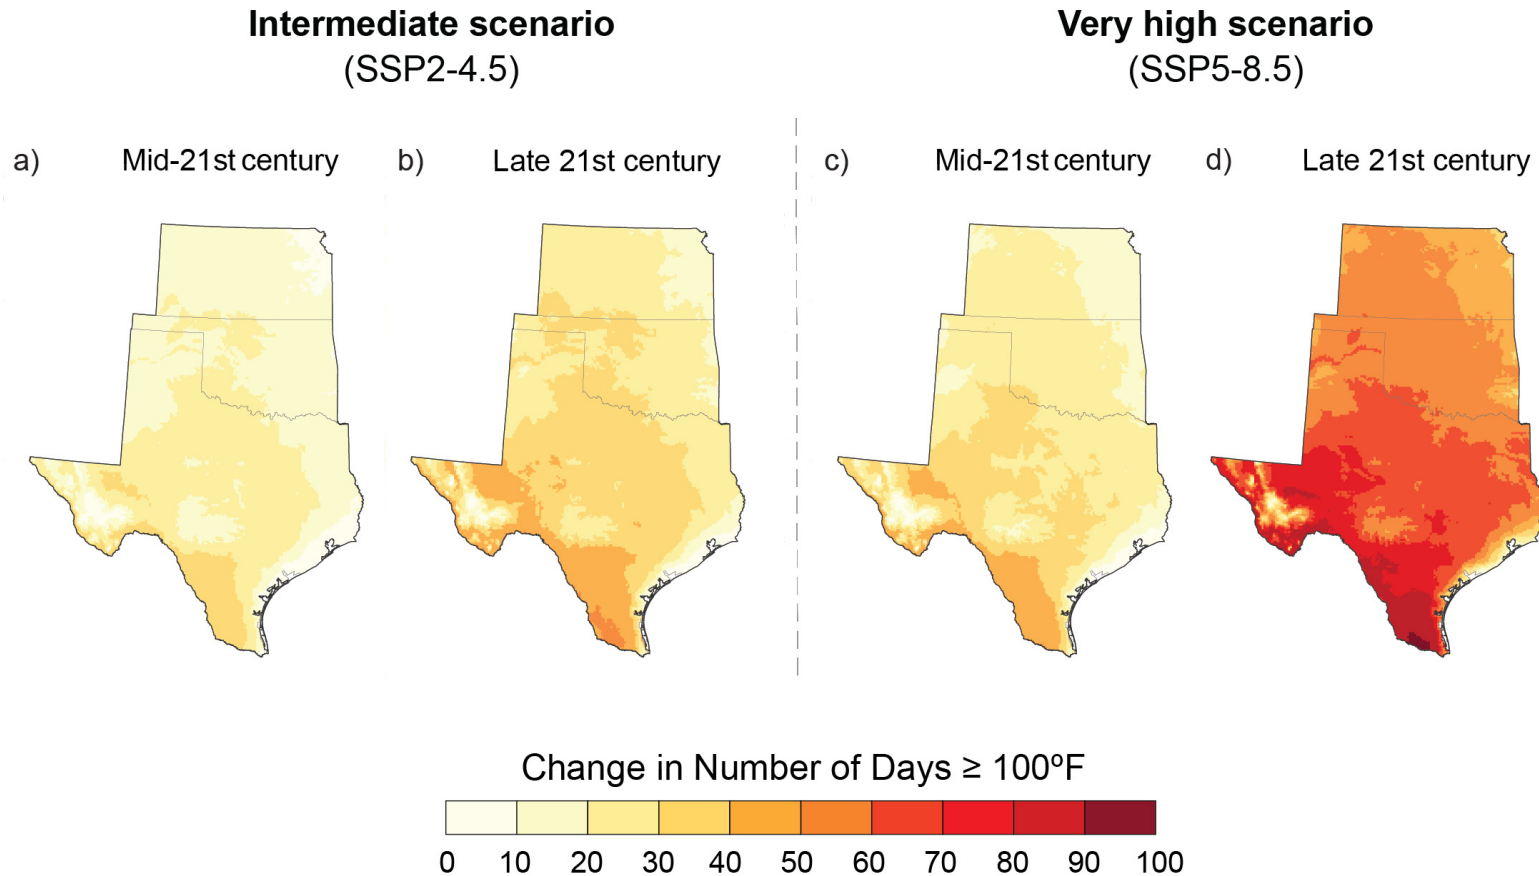 Intermediate scenario
(SSP2-4.5)
Very high scenario
(SSP5-8.5)
a) Mid-21st century
b) Late 21st century
c) Mid-21st century
d) Late 21st century
Change in Number of Days ≥ 100ºF
0 10 20 30 40 50 60 70 80 90 100